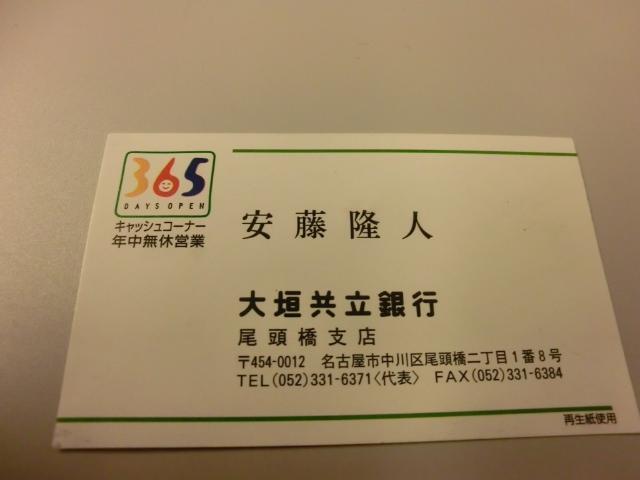 365
DAYS OPEN
キャッシュコーナー
年中無休営業
安藤隆人
大垣共立銀行
尾頭橋支店
〒454-0012 名古屋市中川区尾頭橋二丁目1番8号
TEL(052)331-6371〈代表〉 FAX(052)331-6384
再生紙使用